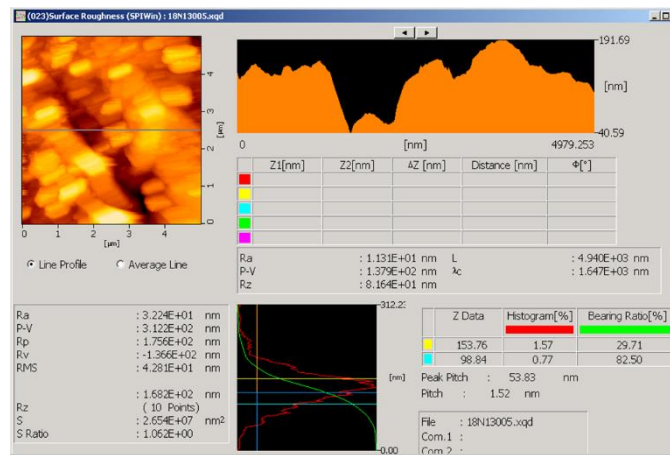 (023)Surface Roughness (SPIWin) : 18N13005.xqd
191.69
[nm]
40.59
0 [nm] 4979.253
4
3
2
1
0
[µm]
0 1 2 3 4
[µm]
Line Profile Average Line
Z1[nm] Z2[nm] ΔZ [nm] Distance [nm] Φ[°]
Ra : 1.131E+01 nm L : 4.940E+03 nm
P-V : 1.379E+02 nm λc : 1.647E+03 nm
Rz : 8.164E+01 nm
Ra : 3.224E+01 nm
P-V : 3.122E+02 nm
Rp : 1.756E+02 nm
Rv : -1.366E+02 nm
RMS : 4.281E+01 nm
: 1.682E+02 nm
Rz ( 10 Points)
S : 2.654E+07 nm2
S Ratio : 1.062E+00
312.23
[nm]
0.00
Z Data Histogram[%] Bearing Ratio[%]
153.76 1.57 29.71
98.84 0.77 82.50
Peak Pitch : 53.83 nm
Pitch : 1.52 nm
File : 18N13005.xqd
Com.1 :
Com.2 :